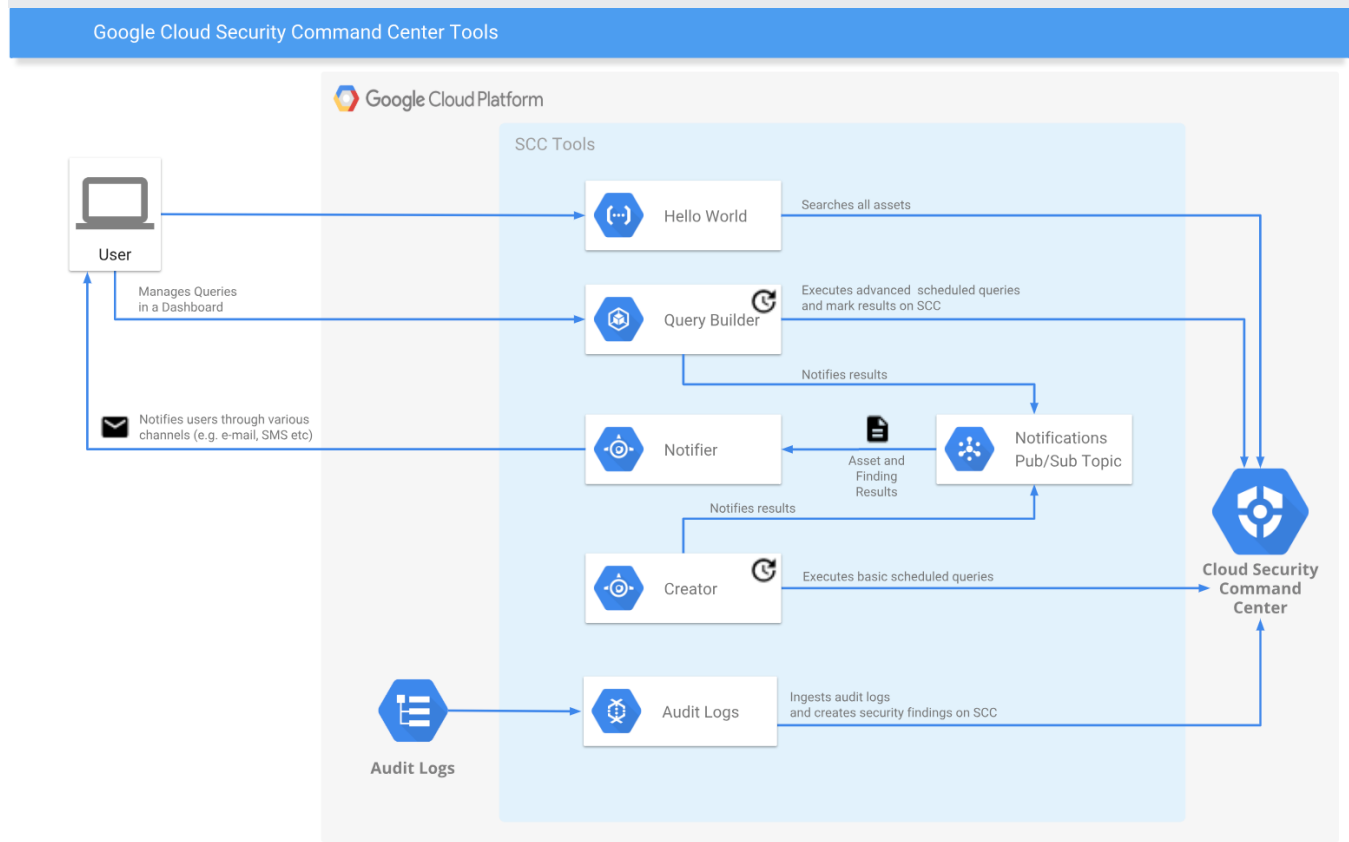 Google Cloud Security Command Center Tools
Google Cloud Platform
SCC Tools
User
Hello World
Searches all assets
Manages Queries
in a Dashboard
Query Builder
Executes advanced scheduled queries
and mark results on SCC
Notifies results
Notifies users through various
channels (e.g. e-mail, SMS etc)
Notifier
Asset and
Finding
Results
Notifications
Pub/Sub Topic
Notifies results
Creator
Executes basic scheduled queries
Cloud Security
Command
Center
Audit Logs
Audit Logs
Ingests audit logs
and creates security findings on SCC